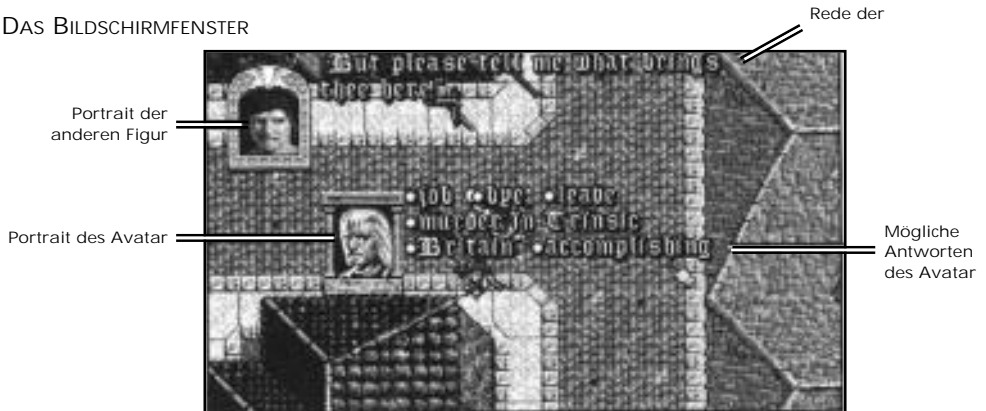 DAS BILDSCHIRMFENSTER
Rede der
But please tell me what brings
thee here?
Portrait der
anderen Figur
•job •bye •leave
•murder in Trinsic
•Britain •accomplishing
Portrait des Avatar
Mögliche
Antworten
des Avatar